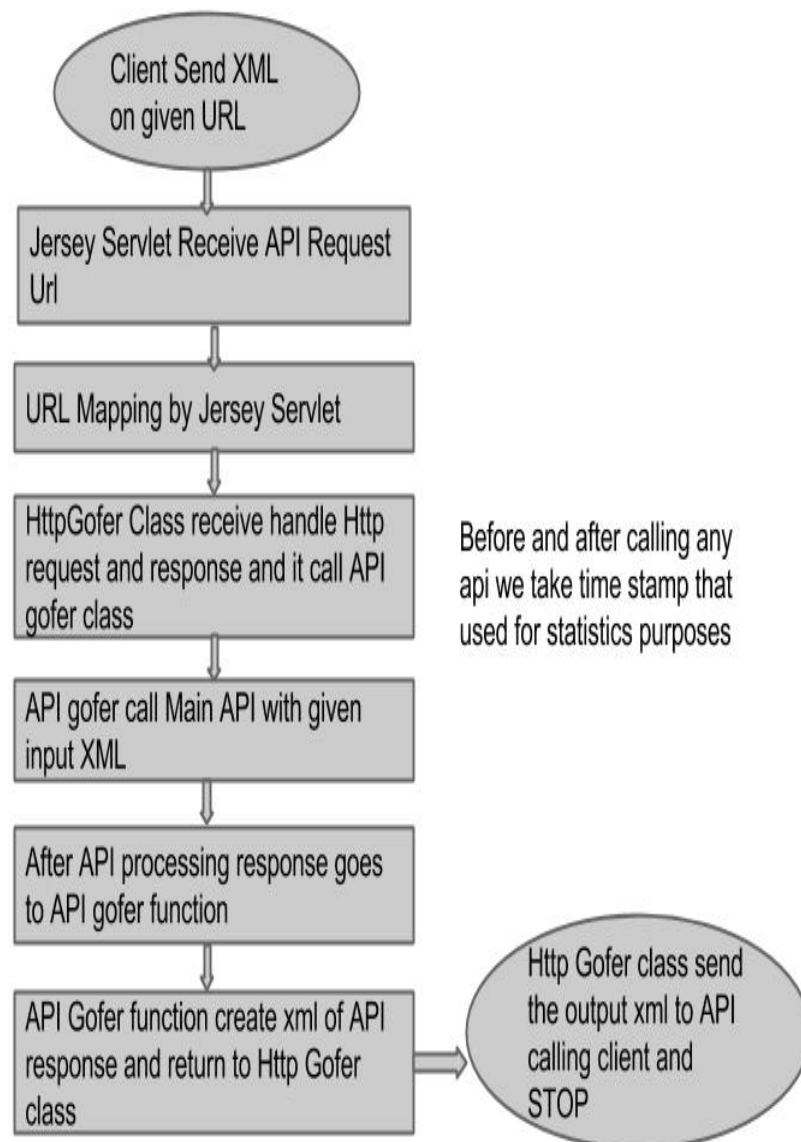 Client Send XML
on given URL
Jersey Servlet Receive API Request
Url
URL Mapping by Jersey Servlet
HttpGofer Class receive handle Http
request and response and it call API
gofer class
Before and after calling any
api we take time stamp that
used for statistics purposes
API gofer call Main API with given
input XML
After API processing response goes
to API gofer function
API Gofer function create xml of API
response and return to Http Gofer
class
Http Gofer class send
the output xml to API
calling client and
STOP